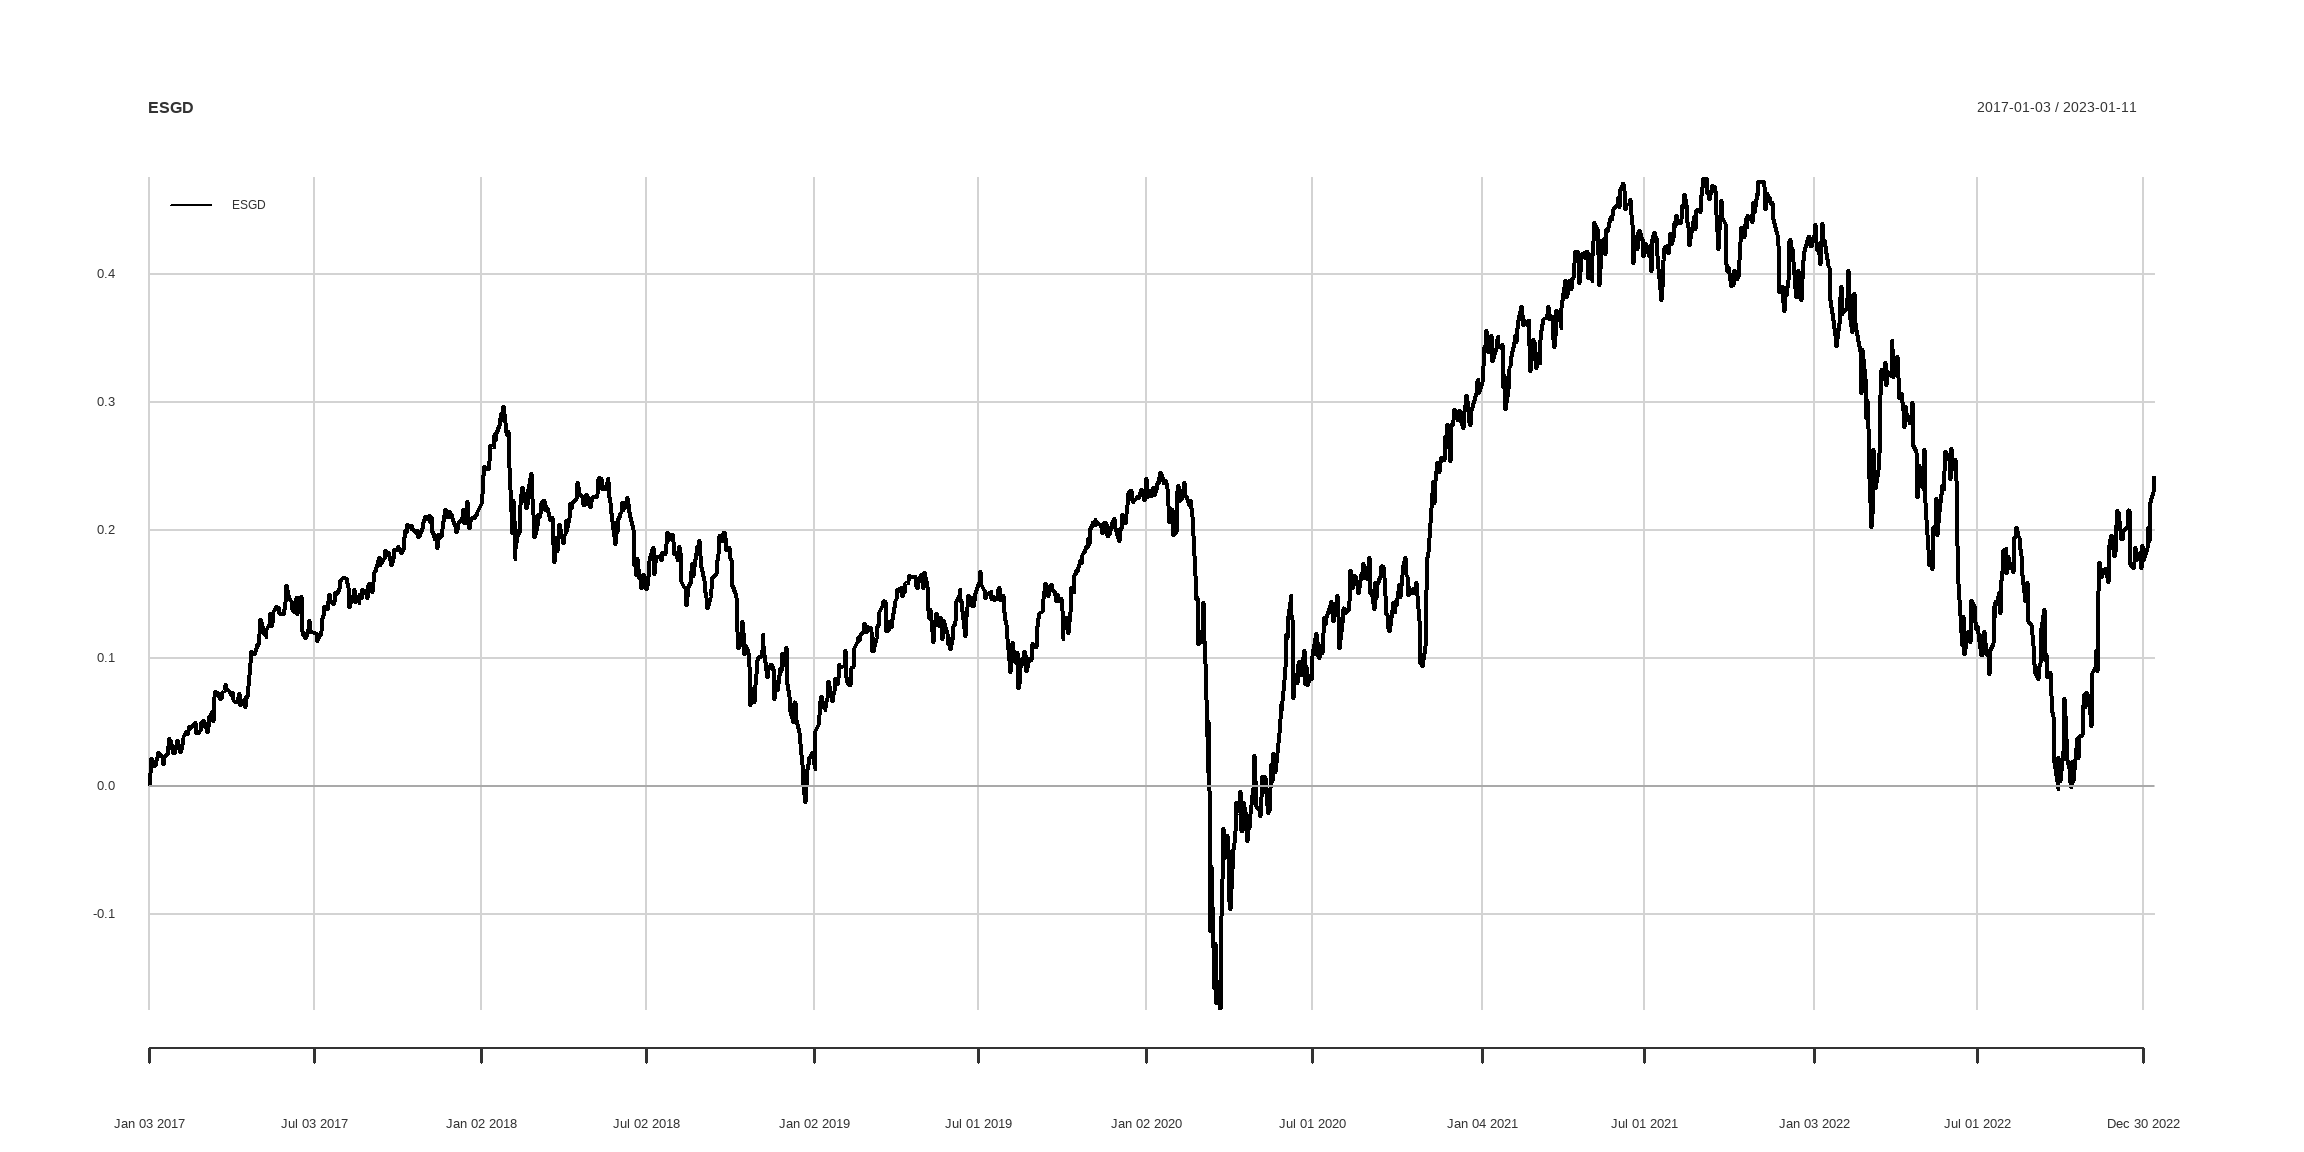 ESGD
2017-01-03 / 2023-01-11
ESGD
0.4
0.3
0.2
0.1
0.0
-0.1
Jan 03 2017
Jul 03 2017
Jan 02 2018
Jul 02 2018
Jan 02 2019
Jul 01 2019
Jan 02 2020
Jul 01 2020
Jan 04 2021
Jul 01 2021
Jan 03 2022
Jul 01 2022
Dec 30 2022